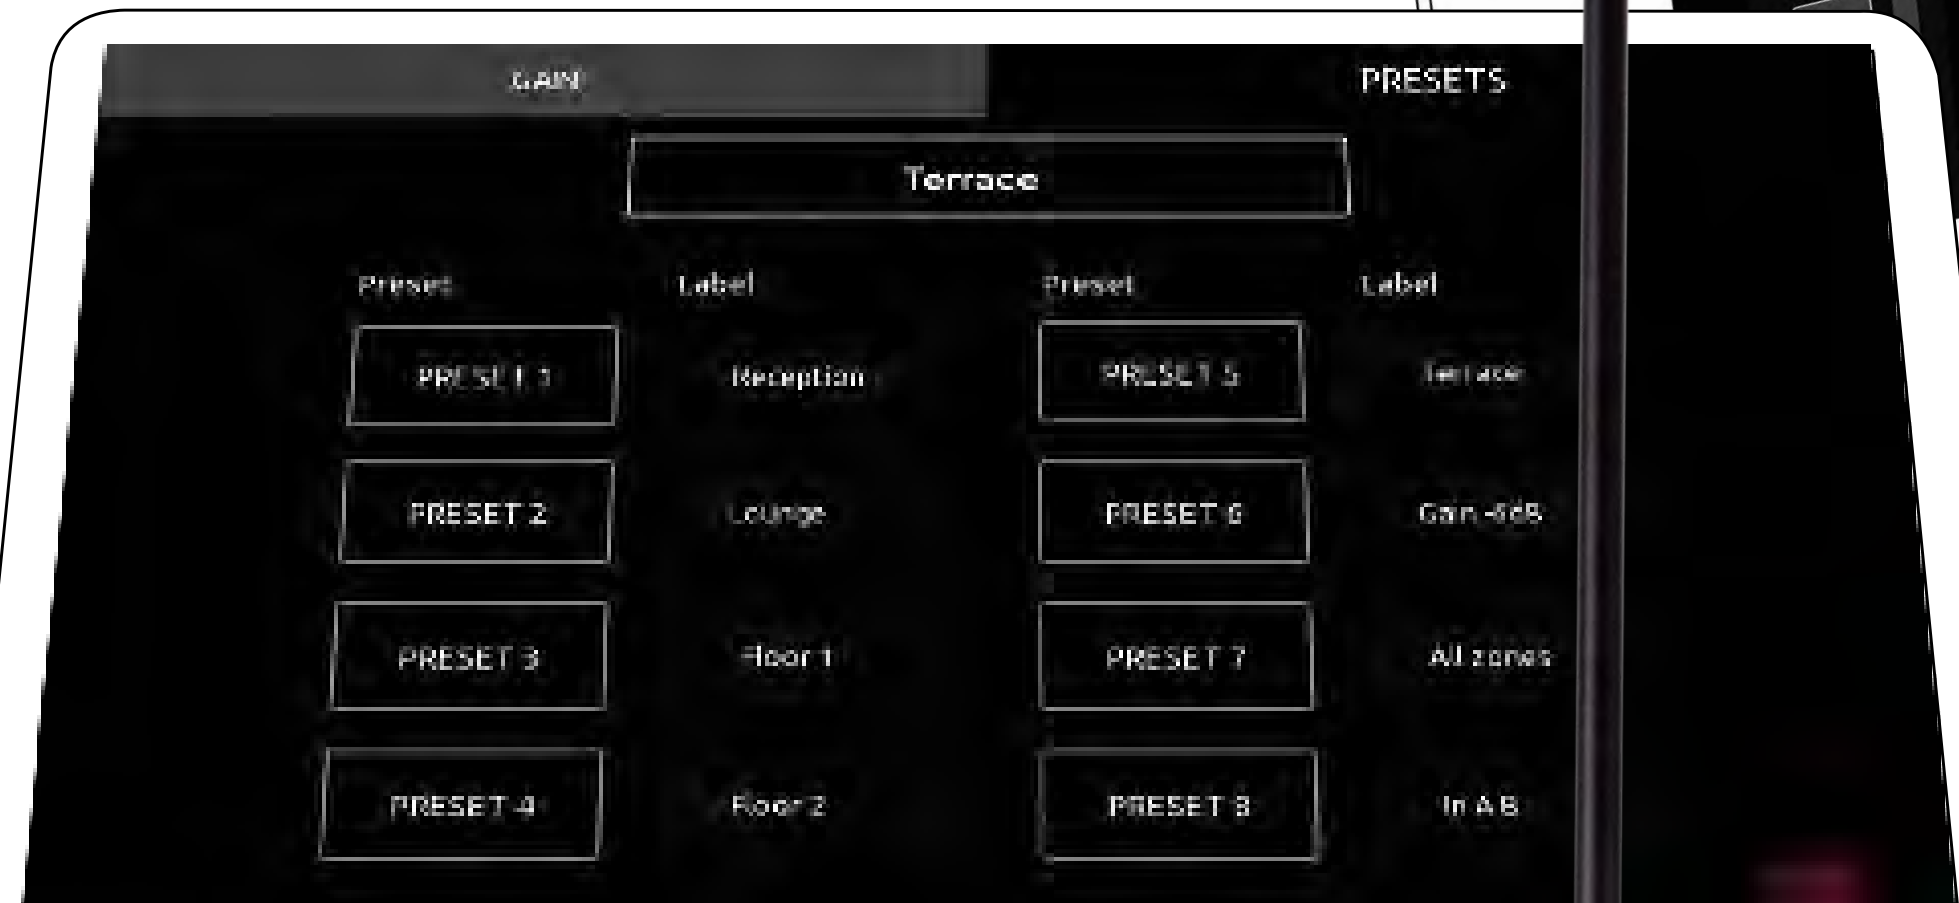 GAIN PRESETS
Terrace
Preset Label Preset Label
PRESET 1 Reception PRESET 5 Terrace
PRESET 2 Lounge PRESET 6 Gain -6dB
PRESET 3 Floor 1 PRESET 7 All zones
PRESET 4 Floor 2 PRESET 8 In A B